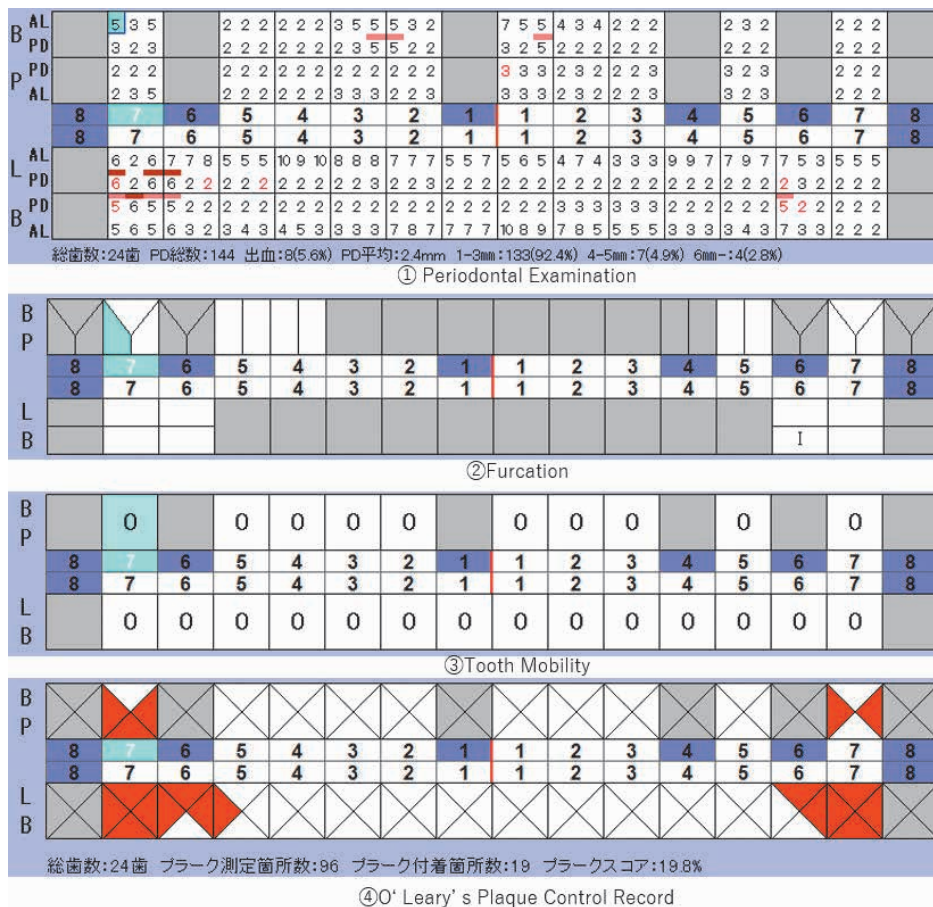 B AL 5 3 5 2 2 2 2 2 2 3 5 5 5 3 2 7 5 5 4 3 4 2 2 2 2 3 2 2 2 2
PD 3 2 3 2 2 2 2 2 2 2 3 5 5 2 2 3 2 5 2 2 2 2 2 2 2 2 2 2 2 2
P PD 2 2 2 2 2 2 2 2 2 2 2 2 2 2 2 3 3 3 2 3 2 2 2 3 3 2 3 2 2 2
AL 2 3 5 2 2 2 2 2 2 3 3 3 2 2 3 3 3 3 3 2 2 2 2 3 3 2 3 2 2 2
8 7 6 5 4 3 2 1 1 2 3 4 5 6 7 8
8 7 6 5 4 3 2 1 1 2 3 4 5 6 7 8
L AL 6 2 6 7 7 8 5 5 5 10 9 10 8 8 8 7 7 7 5 5 7 5 6 5 4 7 4 3 3 3 9 9 7 7 9 7 7 5 3 5 5 5
PD 6 2 6 6 2 2 2 2 2 2 2 2 2 2 3 2 2 2 2 2 2 2 2 2 2 2 2 3 3 3 2 2 2 2 2 2 2 3 2 2 2 2
B PD 5 6 5 5 2 2 2 2 2 2 2 2 2 2 2 2 2 2 2 2 2 2 2 2 3 3 3 3 3 3 2 2 2 2 2 2 5 2 2 2 2 2
AL 5 6 5 6 3 2 3 4 3 4 5 3 3 3 3 7 8 7 7 7 7 10 8 9 7 8 5 5 5 5 3 3 3 3 4 3 7 3 3 2 2 2
総歯数:24歯 PD総数:144 出血:8(5.6%) PD平均:2.4mm 1-3mm:133(92.4%) 4-5mm:7(4.9%) 6mm-:4(2.8%)
① Periodontal Examination
B
P
8 7 6 5 4 3 2 1 1 2 3 4 5 6 7 8
8 7 6 5 4 3 2 1 1 2 3 4 5 6 7 8
L
B I
②Furcation
B
P
0 0 0 0 0 0 0 0 0 0
8 7 6 5 4 3 2 1 1 2 3 4 5 6 7 8
8 7 6 5 4 3 2 1 1 2 3 4 5 6 7 8
L
B
0 0 0 0 0 0 0 0 0 0 0 0 0 0
③Tooth Mobility
B
P
8 7 6 5 4 3 2 1 1 2 3 4 5 6 7 8
8 7 6 5 4 3 2 1 1 2 3 4 5 6 7 8
L
B
総歯数:24歯 プラーク測定箇所数:96 プラーク付着箇所数:19 プラークスコア:19.8%
④O‘ Leary’ s Plaque Control Record